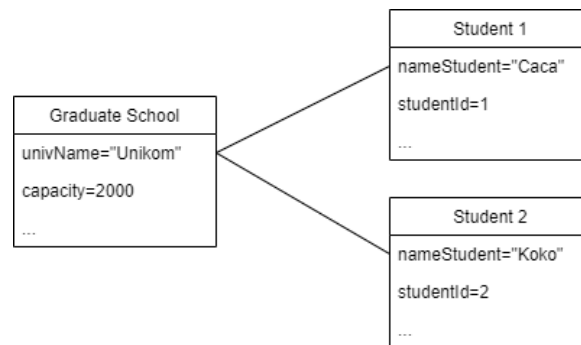 Graduate School
univName="Unikom"
capacity=2000
...
Student 1
nameStudent="Caca"
studentId=1
...
Student 2
nameStudent="Koko"
studentId=2
...